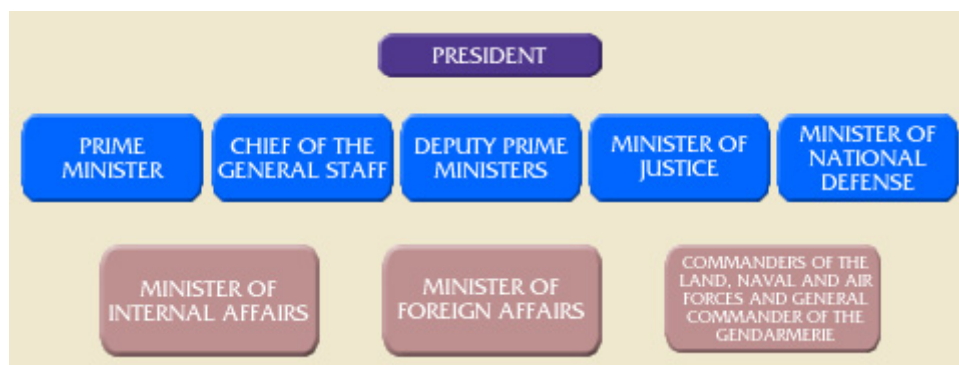 PRESIDENT
PRIME
MINISTER
CHIEF OF THE
GENERAL STAFF
DEPUTY PRIME
MINISTERS
MINISTER OF
JUSTICE
MINISTER OF
NATIONAL
DEFENSE
MINISTER OF
INTERNAL AFFAIRS
MINISTER OF
FOREIGN AFFAIRS
COMMANDERS OF THE
LAND, NAVAL AND AIR
FORCES AND GENERAL
COMMANDER OF THE
GENDARMERIE